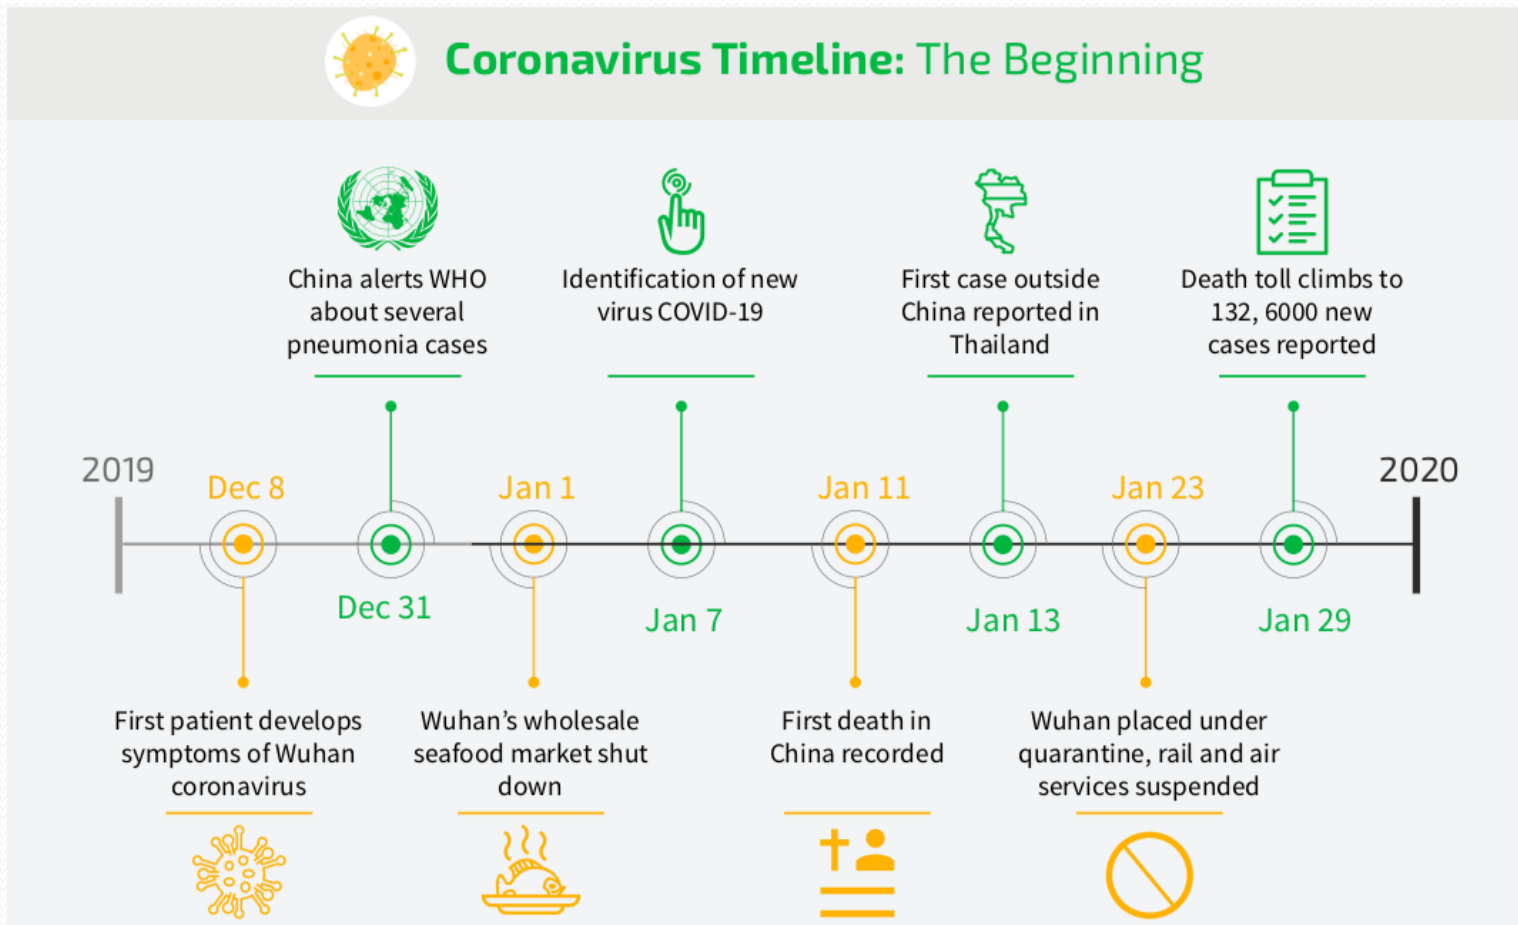 Coronavirus Timeline: The Beginning
China alerts WHO
about several
pneumonia cases
Identification of new
virus COVID-19
First case outside
China reported in
Thailand
Death toll climbs to
132, 6000 new
cases reported
2019
Dec 8
Jan 1
Jan 11
Jan 23
2020
Dec 31
Jan 7
Jan 13
Jan 29
First patient develops
symptoms of Wuhan
coronavirus
Wuhan’s wholesale
seafood market shut
down
First death in
China recorded
Wuhan placed under
quarantine, rail and air
services suspended